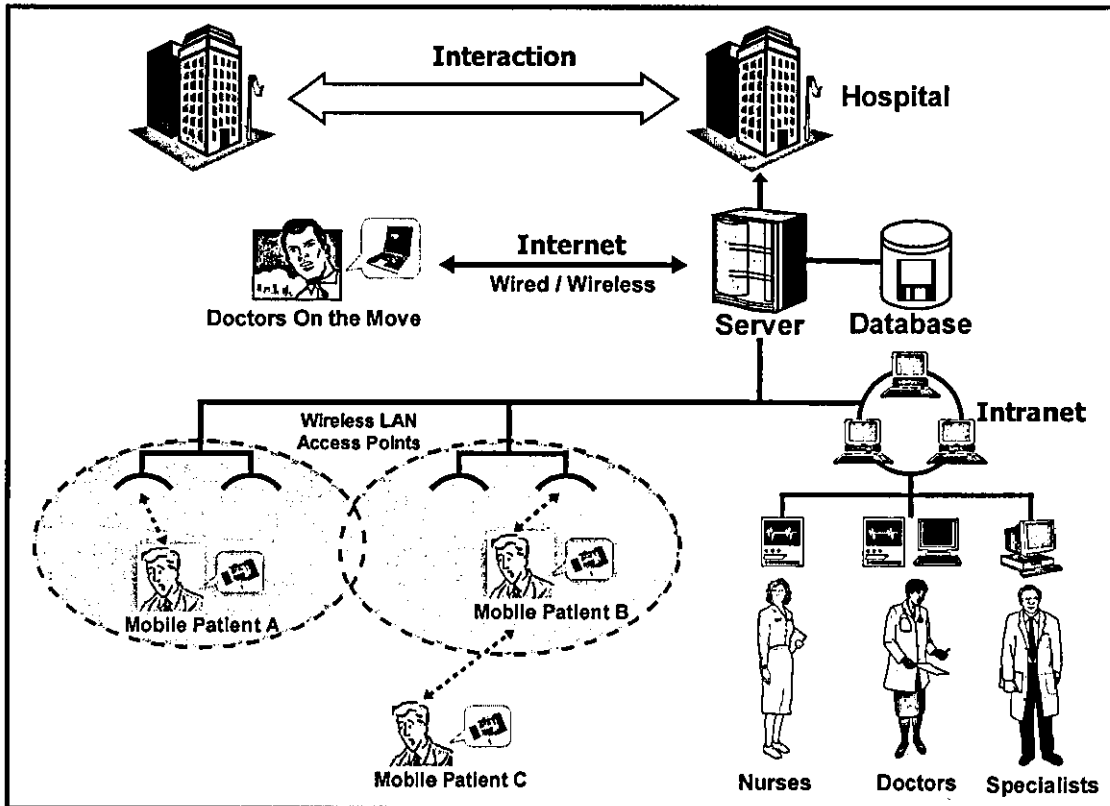 Interaction
Hospital
Internet
Wired / Wireless
Doctors On the Move
Server
Database
Wireless LAN
Access Points
Intranet
Mobile Patient A
Mobile Patient B
Mobile Patient C
Nurses
Doctors
Specialists